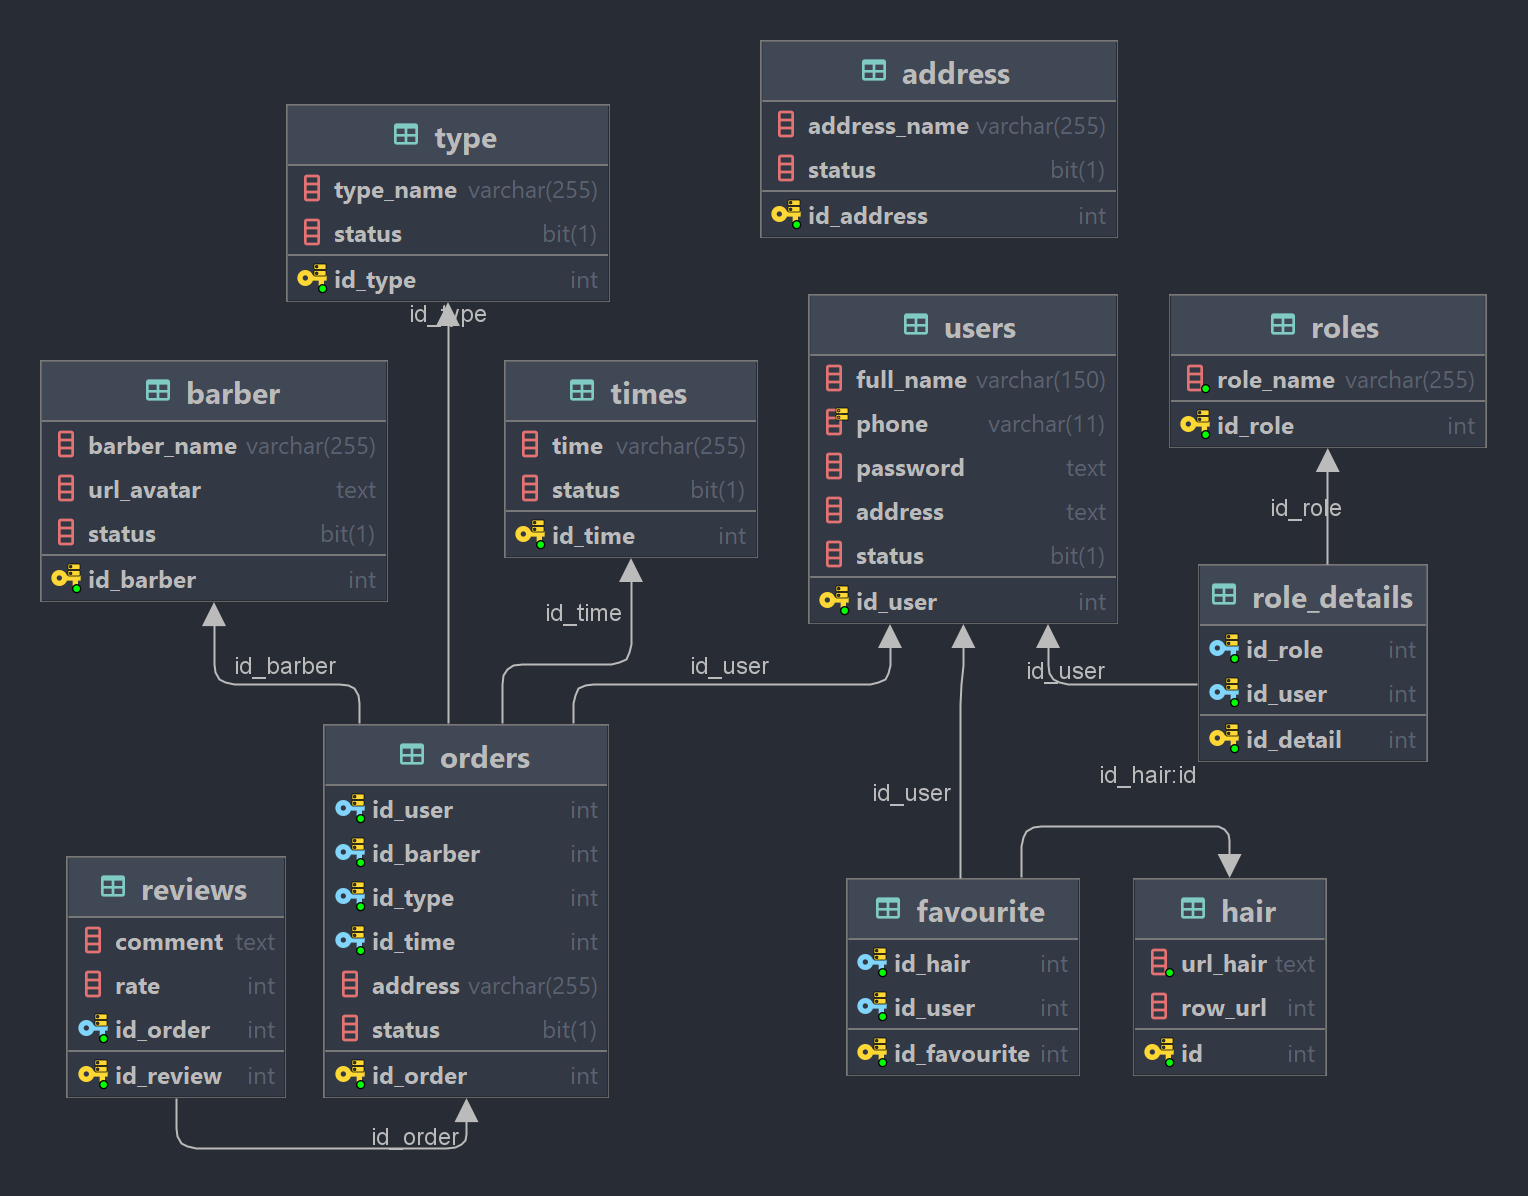 address
address_name varchar(255)
status bit(1)
id_address int
type
type_name varchar(255)
status bit(1)
id_type int
id_type
users
full_name varchar(150)
phone varchar(11)
password text
address text
status bit(1)
id_user int
roles
role_name varchar(255)
id_role int
id_role
barber
barber_name varchar(255)
url_avatar text
status bit(1)
id_barber int
times
time varchar(255)
status bit(1)
id_time int
id_time
id_barber
id_user
id_user
role_details
id_role int
id_user int
id_detail int
id_hair:id
id_user
orders
id_user int
id_barber int
id_type int
id_time int
address varchar(255)
status bit(1)
id_order int
reviews
comment text
rate int
id_order int
id_review int
id_order
favourite
id_hair int
id_user int
id_favourite int
hair
url_hair text
row_url int
id int